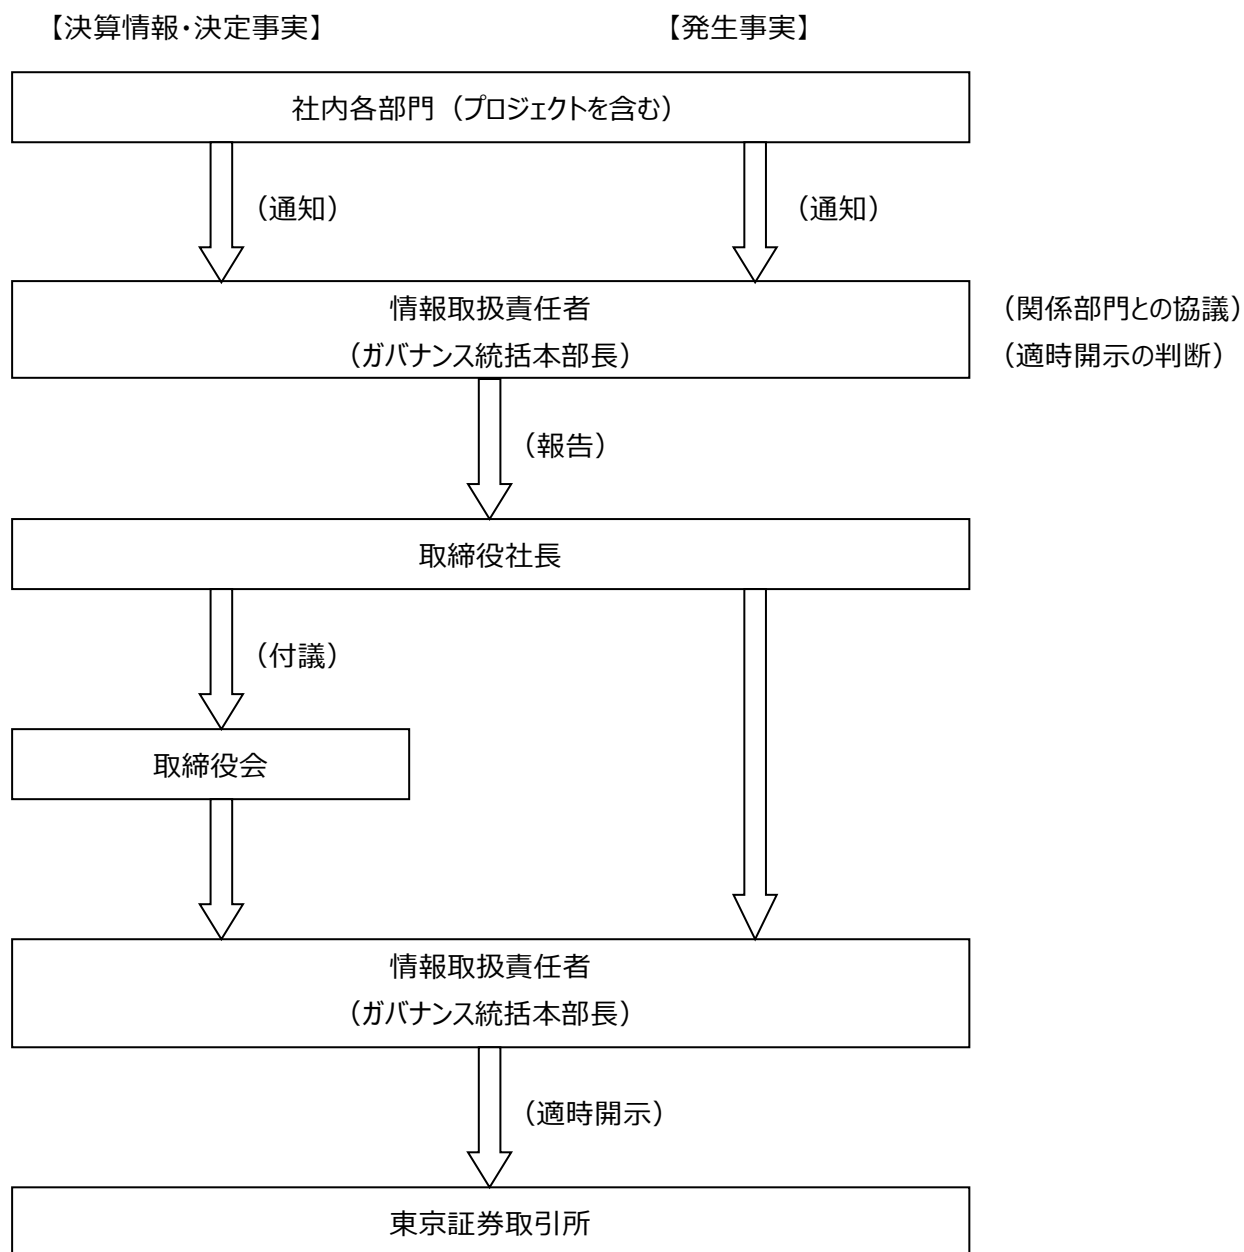 【決算情報・決定事実】
【発生事実】
社内各部門（プロジェクトを含む）
（通知）
（通知）
情報取扱責任者
（ガバナンス統括本部長）
（関係部門との協議）
（適時開示の判断）
（報告）
取締役社長
（付議）
取締役会
情報取扱責任者
（ガバナンス統括本部長）
（適時開示）
東京証券取引所